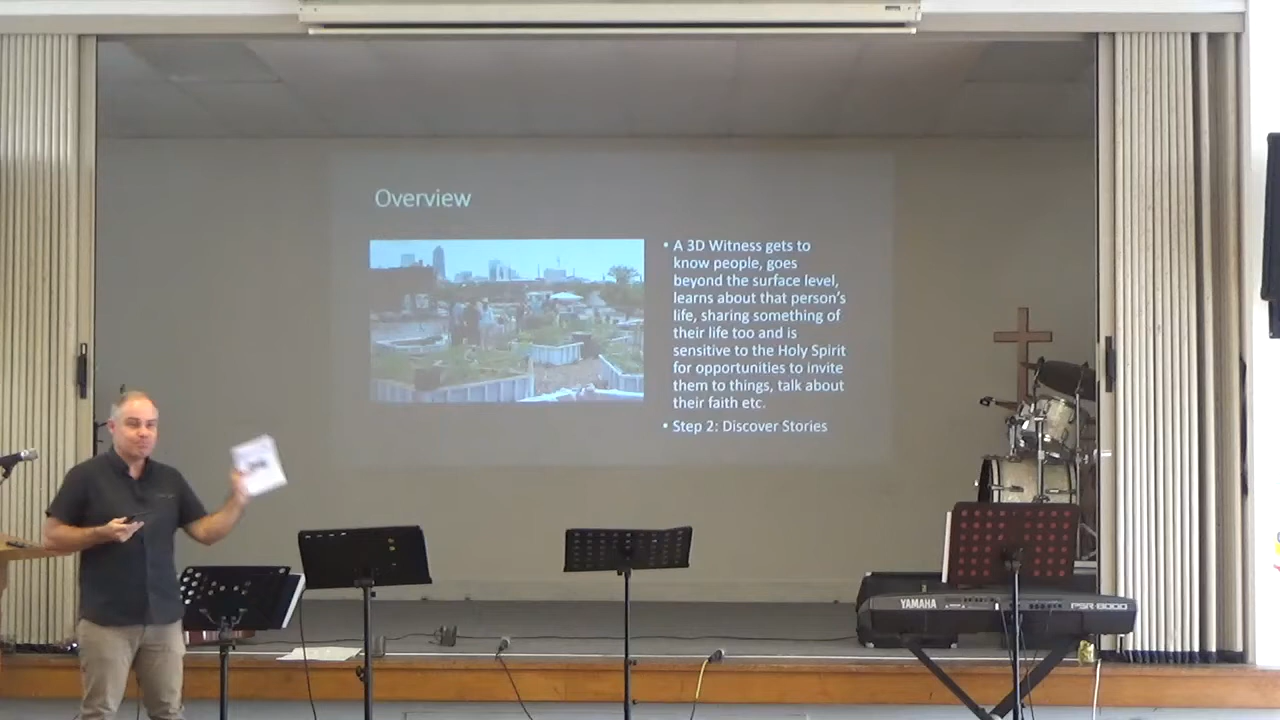 Overview
• A 3D Witness gets to
know people, goes
beyond the surface level,
learns about that person's
life, sharing something of
their life too and is
sensitive to the Holy Spirit
for opportunities to invite
them to things, talk about
their faith etc.
• Step 2: Discover Stories
YAMAHA
PSR-8000